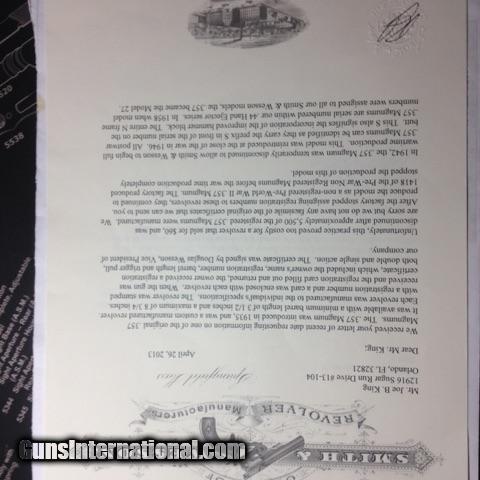 SMITH &
REVOLVER Manufacturers
Springfield, Mass.
April 26, 2013
Mr. Joe B. King
12916 Sugar Run Drive #13-104
Orlando, FL 32821
Dear Mr. King:
We received your letter of recent date requesting information on one of the original .357
Magnums. The .357 Magnum was introduced in 1935, and was a custom manufactured revolver.
It was available with a minimum barrel length of 3 1/2 inches and a maximum of 8 3/4 inches.
Each revolver was manufactured to the individual's specifications. The revolver was stamped
with a registration number and a card was enclosed with each revolver. When the gun was
received and the registration card filled out and returned, the owner received a registration
certificate, which included the owner's name, registration number, barrel length and trigger pull,
both double and single action. The certificate was signed by Douglas Wesson, Vice President of
our company.
Unfortunately, this practice proved too costly for a revolver that sold for $60, and was
discontinued after approximately 5,500 of the registered .357 Magnums were manufactured. We
are sorry but we do not have any facsimile of the original certificates that we can send to you.
After the factory stopped assigning registration numbers to these revolvers, they continued to
produce the model as a non-registered Pre-World War II .357 Magnum. The factory produced
1418 of the Pre-War Non Registered Magnums before the war time production completely
stopped the production of this model.
In 1942, the .357 Magnum was temporarily discontinued to allow Smith & Wesson to begin full
wartime production. This model was reintroduced at the close of the war in 1946. All postwar
.357 Magnums can be identified as they carry the prefix S in front of the serial number on the
butt. This S also signifies the incorporation of the improved hammer block. The entire N frame
.357 Magnums are serial numbered within our .44 Hand Ejector series. In 1958 when model
numbers were assigned to all our Smith & Wesson models, the .357 became the Model 27.
GunsInternational.com
5520
5538
5344